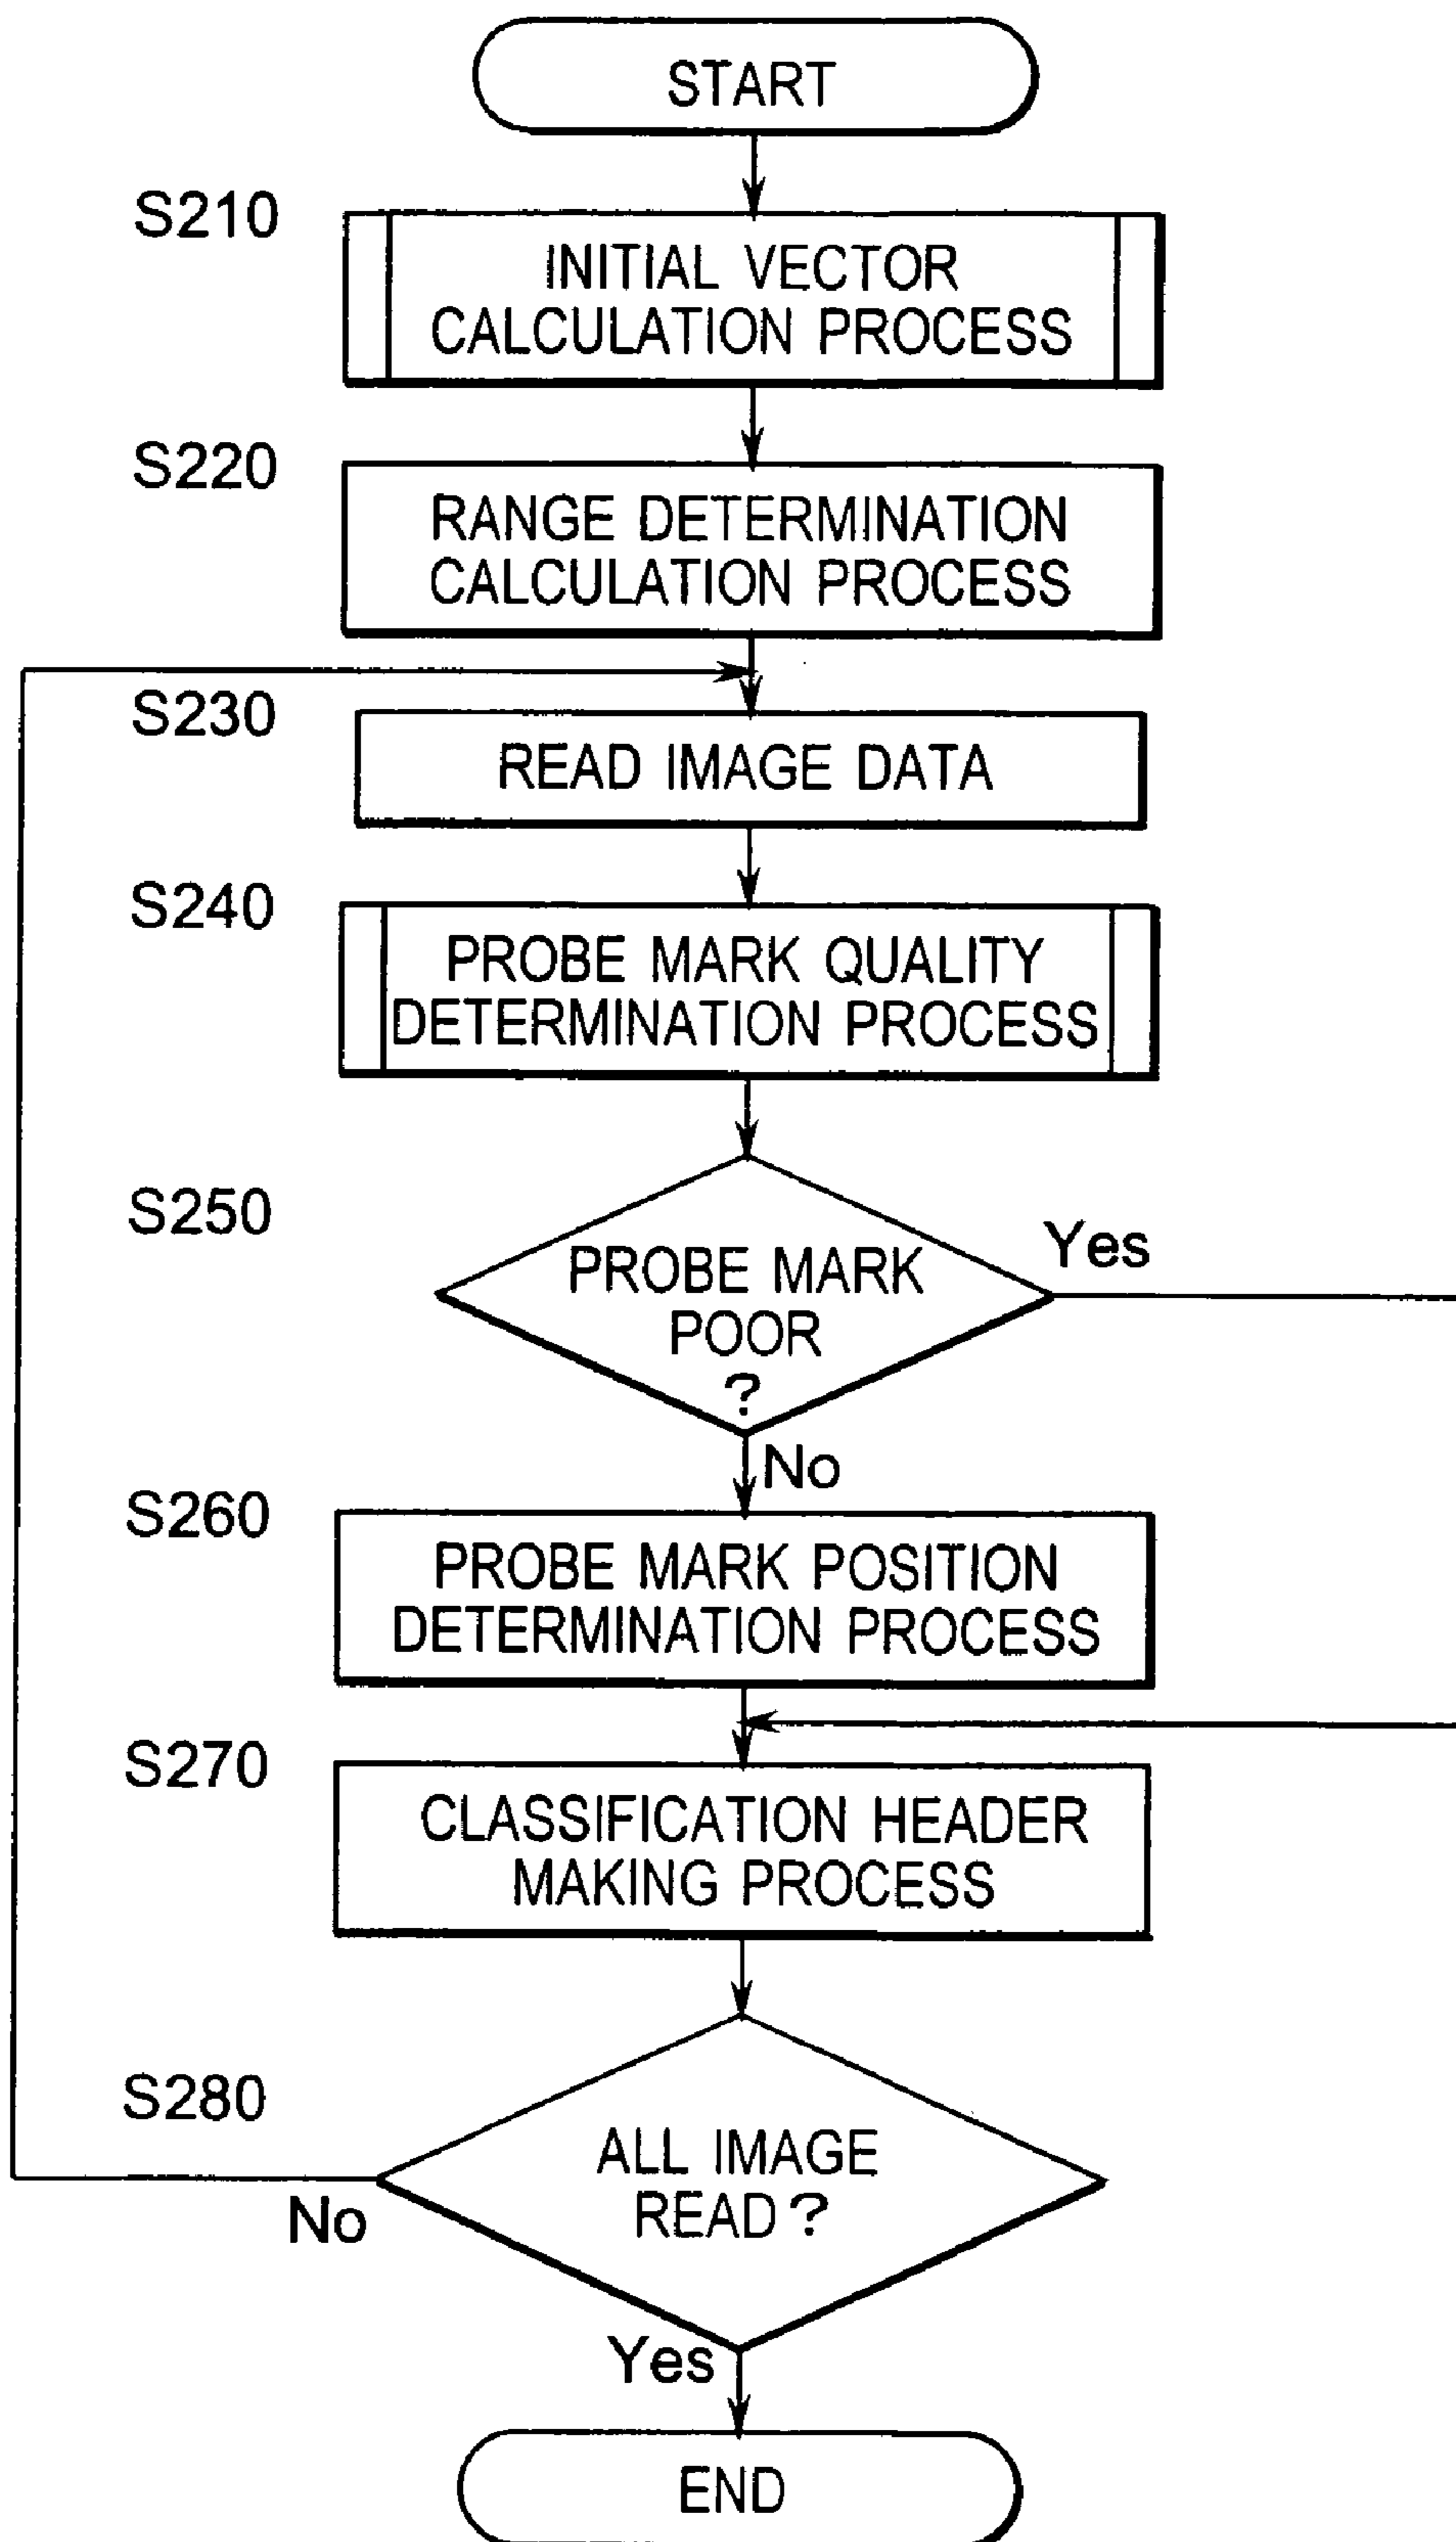 START
S210
INITIAL VECTOR
CALCULATION PROCESS
S220
RANGE DETERMINATION
CALCULATION PROCESS
S230
READ IMAGE DATA
S240
PROBE MARK QUALITY
DETERMINATION PROCESS
S250
PROBE MARK
POOR
?
Yes
No
S260
PROBE MARK POSITION
DETERMINATION PROCESS
S270
CLASSIFICATION HEADER
MAKING PROCESS
S280
ALL IMAGE
READ?
No
Yes
END